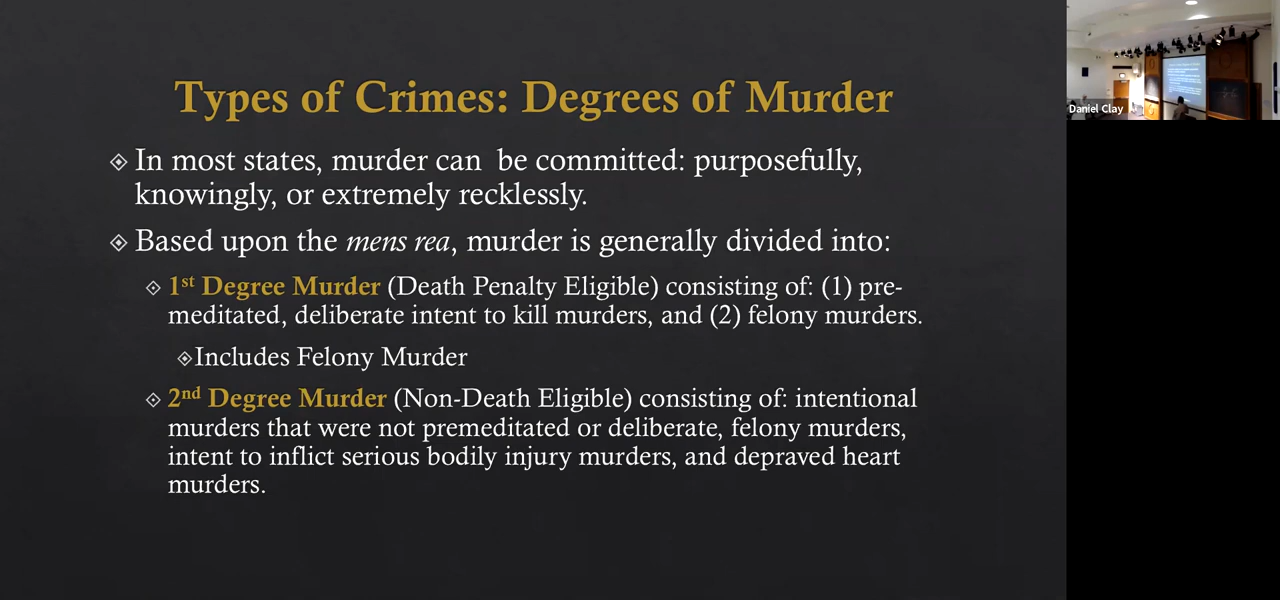 Types of Crimes: Degrees of Murder
In most states, murder can  be committed: purposefully,
knowingly, or extremely recklessly.
Based upon the mens rea, murder is generally divided into:
1st Degree Murder (Death Penalty Eligible) consisting of: (1) pre-
meditated, deliberate intent to kill murders, and (2) felony murders.
Includes Felony Murder
2nd Degree Murder (Non-Death Eligible) consisting of: intentional
murders that were not premeditated or deliberate, felony murders,
intent to inflict serious bodily injury murders, and depraved heart
murders.
Daniel Clay